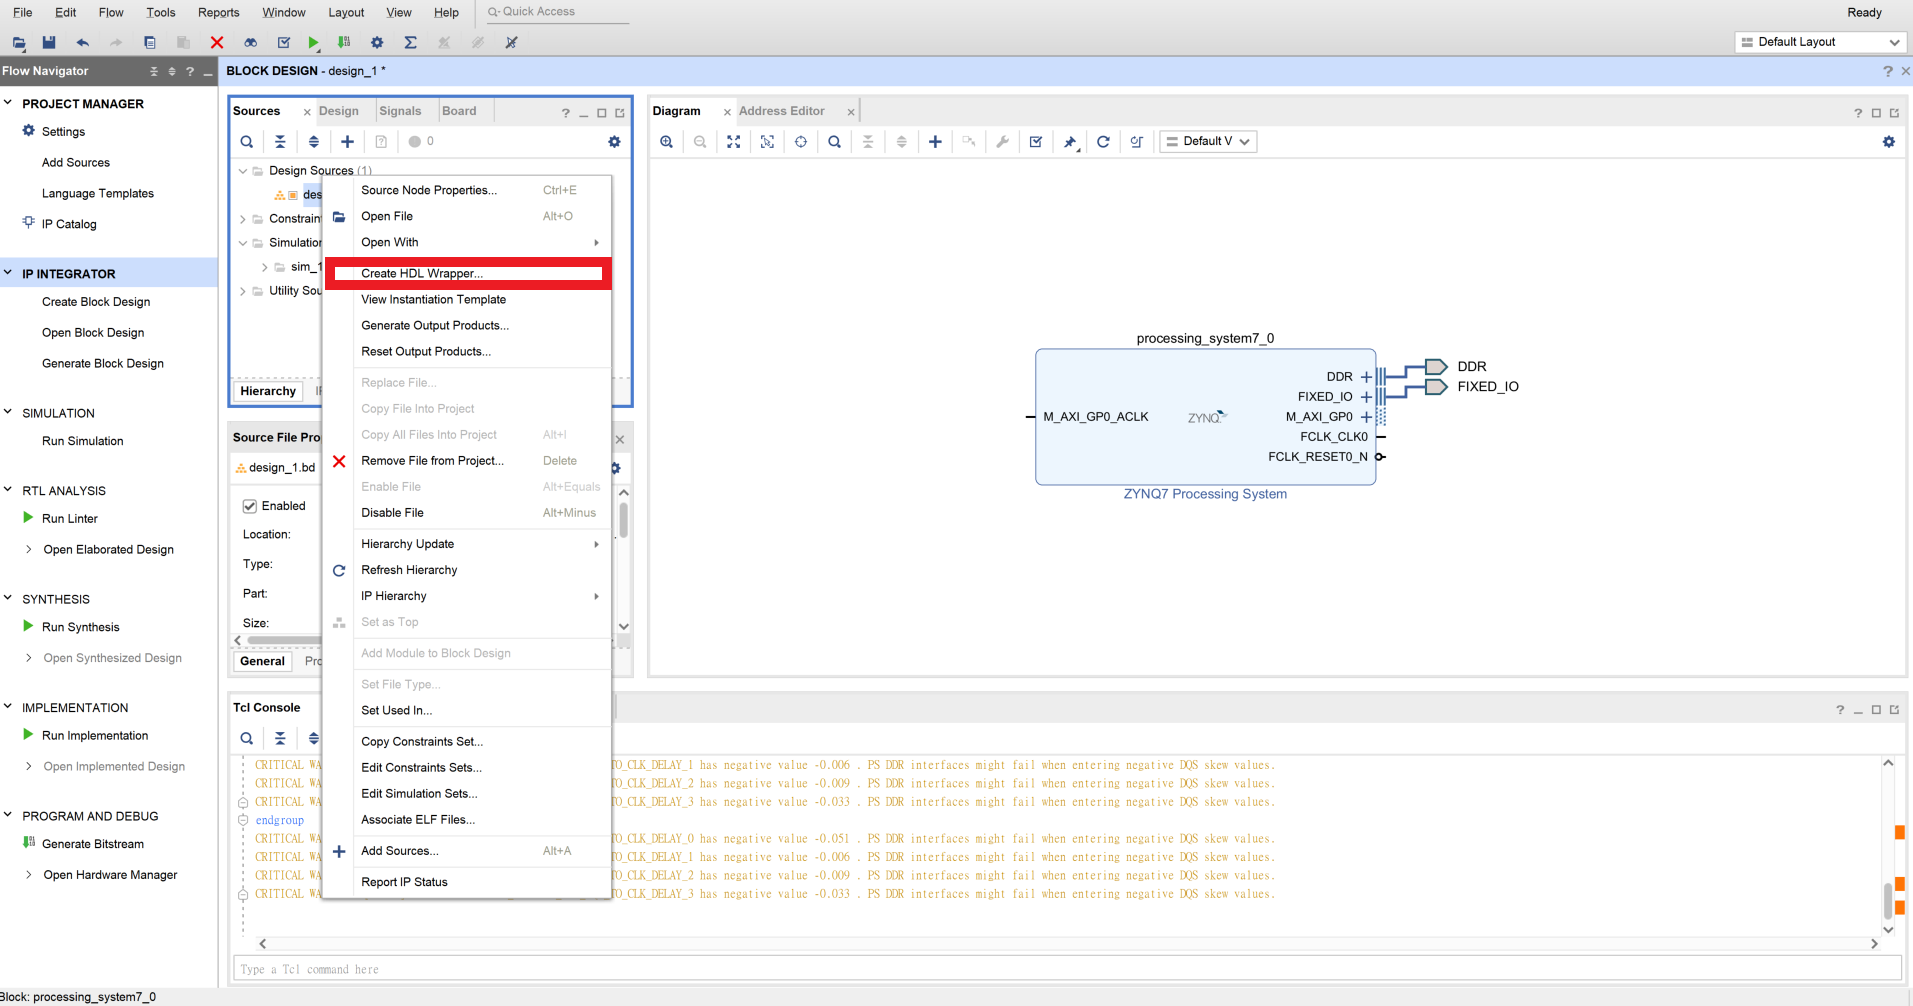 File Edit Flow Tools Reports Window Layout View Help Quick Access Ready
Default Layout
Flow Navigator
PROJECT MANAGER
Settings
Add Sources
Language Templates
IP Catalog
IP INTEGRATOR
Create Block Design
Open Block Design
Generate Block Design
SIMULATION
Run Simulation
RTL ANALYSIS
Run Linter
Open Elaborated Design
SYNTHESIS
Run Synthesis
Open Synthesized Design
IMPLEMENTATION
Run Implementation
Open Implemented Design
PROGRAM AND DEBUG
Generate Bitstream
Open Hardware Manager
BLOCK DESIGN - design_1 *
Sources Design Signals Board
0
Design Sources (1)
des
Constrain
Simulation
sim_1
Utility Sou
Hierarchy
Source File Pro
design_1.bd
Enabled
Location:
Type:
Part:
Size:
General Pro
Source Node Properties... Ctrl+E
Open File Alt+O
Open With
Create HDL Wrapper...
View Instantiation Template
Generate Output Products...
Reset Output Products...
Replace File...
Copy File Into Project
Copy All Files Into Project Alt+I
Remove File from Project... Delete
Enable File Alt+Equals
Disable File Alt+Minus
Hierarchy Update
Refresh Hierarchy
IP Hierarchy
Set as Top
Add Module to Block Design
Set File Type...
Set Used In...
Copy Constraints Set...
Edit Constraints Sets...
Edit Simulation Sets...
Associate ELF Files...
Add Sources... Alt+A
Report IP Status
Diagram Address Editor
Default V
processing_system7_0
DDR
FIXED_IO
M_AXI_GP0_ACLK
ZYNQ
M_AXI_GP0
FCLK_CLK0
FCLK_RESET0_N
DDR
FIXED_IO
ZYNQ7 Processing System
Tcl Console
CRITICAL WA TO_CLK_DELAY_1 has negative value -0.006 . PS DDR interfaces might fail when entering negative DQS skew values.
CRITICAL WA TO_CLK_DELAY_2 has negative value -0.009 . PS DDR interfaces might fail when entering negative DQS skew values.
CRITICAL WA TO_CLK_DELAY_3 has negative value -0.033 . PS DDR interfaces might fail when entering negative DQS skew values.
endgroup
CRITICAL WA TO_CLK_DELAY_0 has negative value -0.051 . PS DDR interfaces might fail when entering negative DQS skew values.
CRITICAL WA TO_CLK_DELAY_1 has negative value -0.006 . PS DDR interfaces might fail when entering negative DQS skew values.
CRITICAL WA TO_CLK_DELAY_2 has negative value -0.009 . PS DDR interfaces might fail when entering negative DQS skew values.
CRITICAL WA TO_CLK_DELAY_3 has negative value -0.033 . PS DDR interfaces might fail when entering negative DQS skew values.
Type a Tcl command here
Block: processing_system7_0